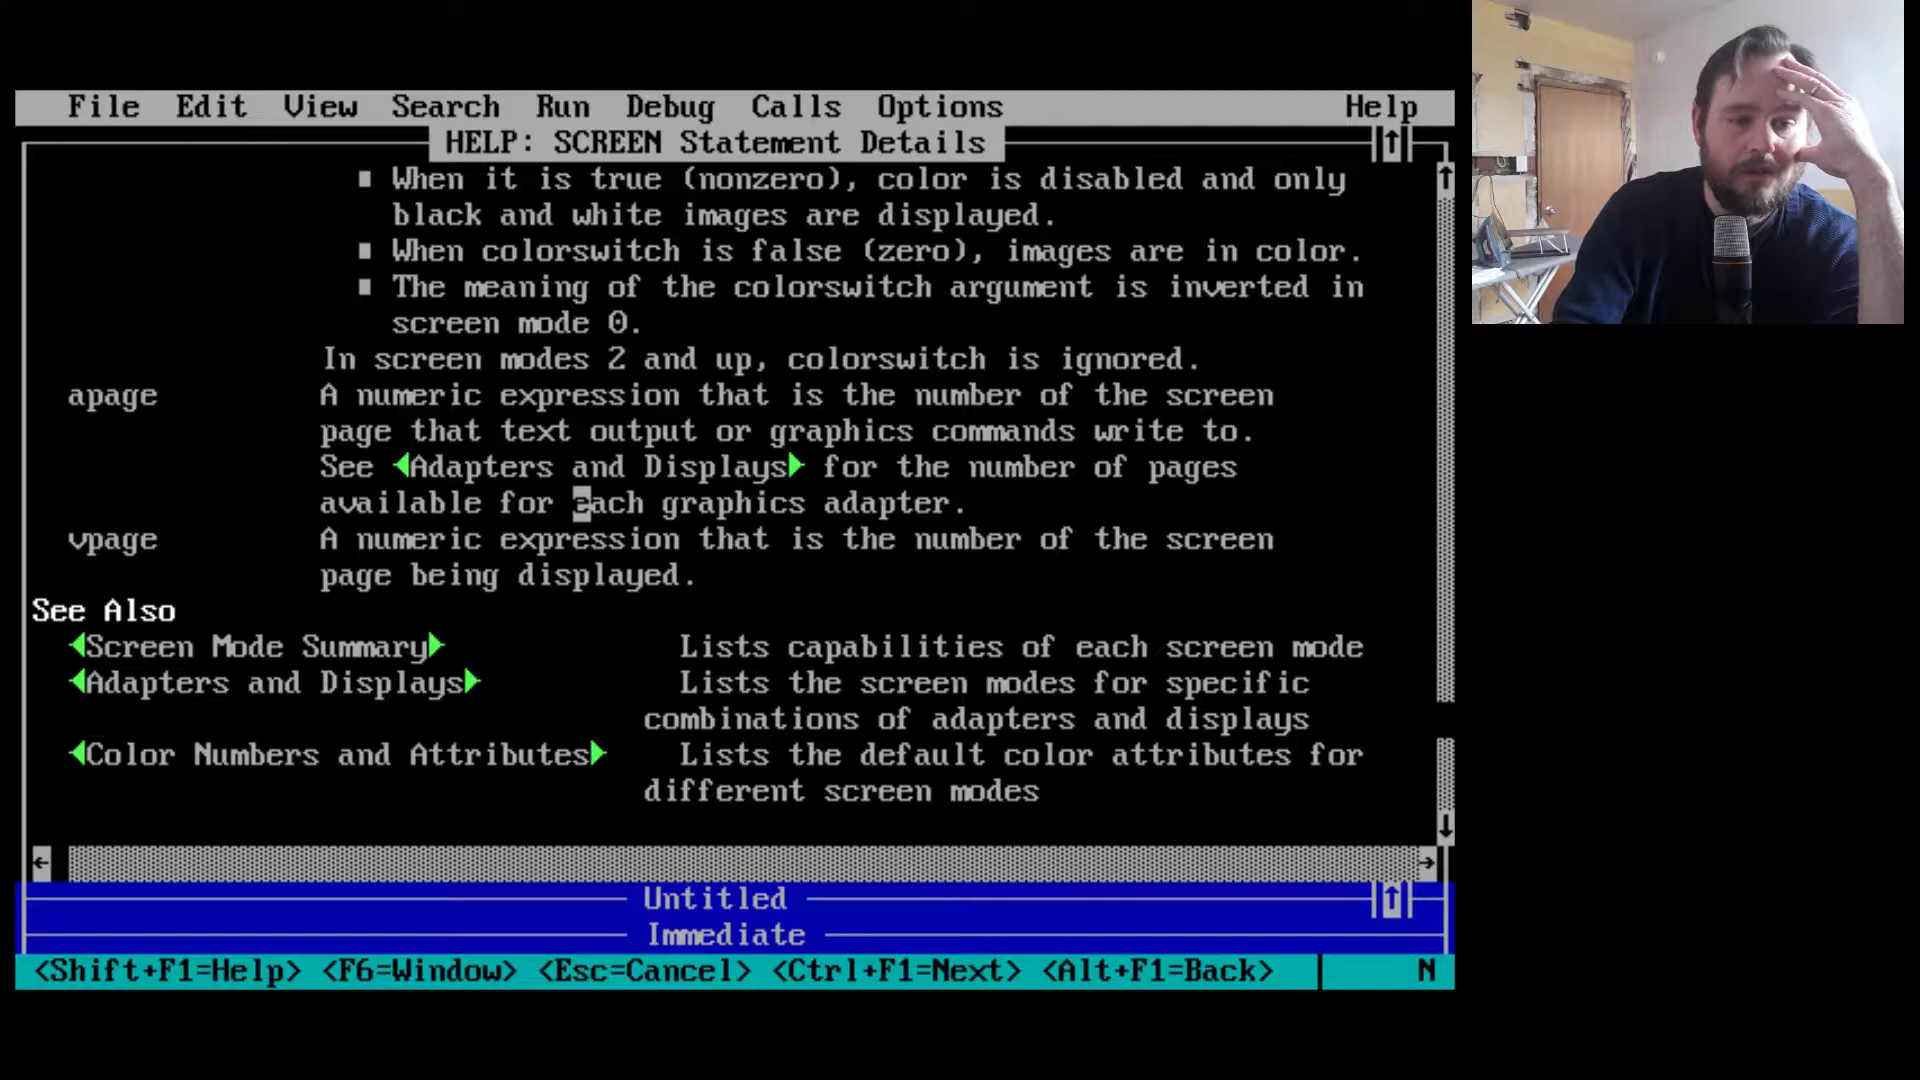 File Edit View Search Run Debug Calls Options Help
HELP: SCREEN Statement Details
When it is true (nonzero), color is disabled and only
black and white images are displayed.
When colorswitch is false (zero), images are in color.
The meaning of the colorswitch argument is inverted in
screen mode 0.
In screen modes 2 and up, colorswitch is ignored.
apage A numeric expression that is the number of the screen
page that text output or graphics commands write to.
See Adapters and Displays for the number of pages
available for each graphics adapter.
vpage A numeric expression that is the number of the screen
page being displayed.
See Also
Screen Mode Summary Lists capabilities of each screen mode
Adapters and Displays Lists the screen modes for specific
combinations of adapters and displays
Color Numbers and Attributes Lists the default color attributes for
different screen modes
Untitled
Immediate
<Shift+F1=Help> <F6=Window> <Esc=Cancel> <Ctrl+F1=Next> <Alt+F1=Back> N